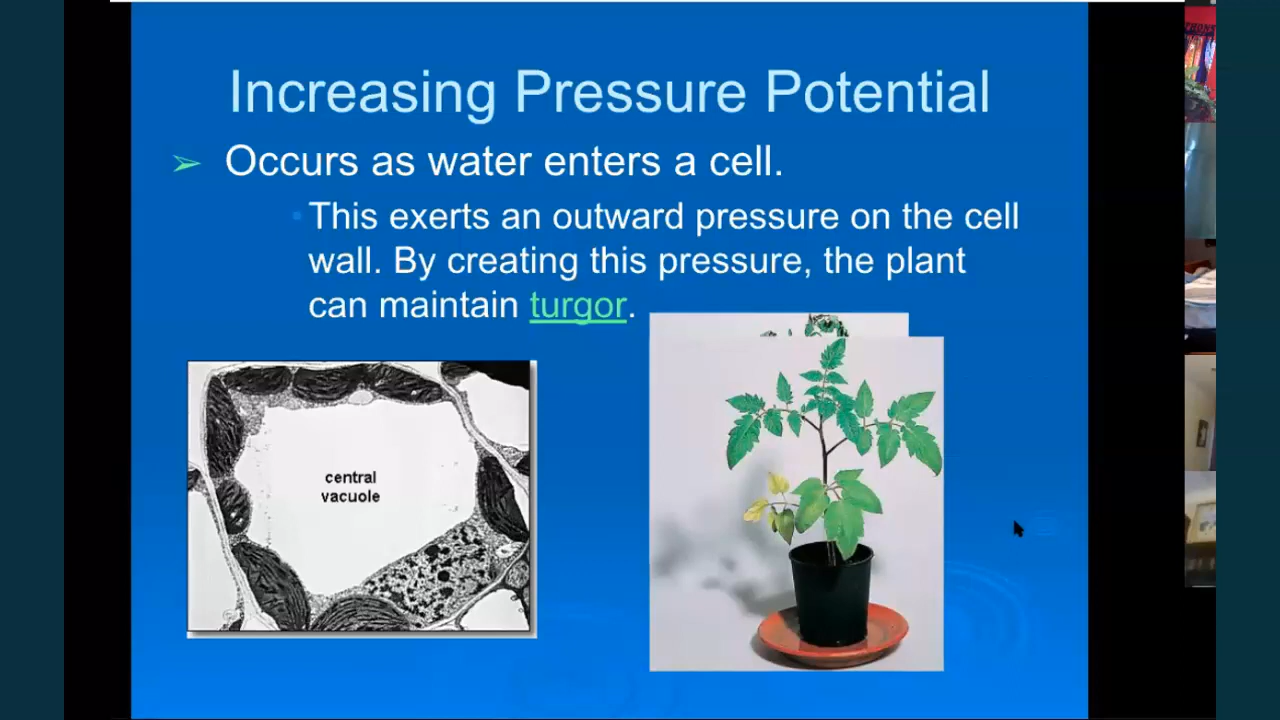 Increasing Pressure Potential
➢ Occurs as water enters a cell.
▪ This exerts an outward pressure on the cell
wall. By creating this pressure, the plant
can maintain turgor.
central
vacuole